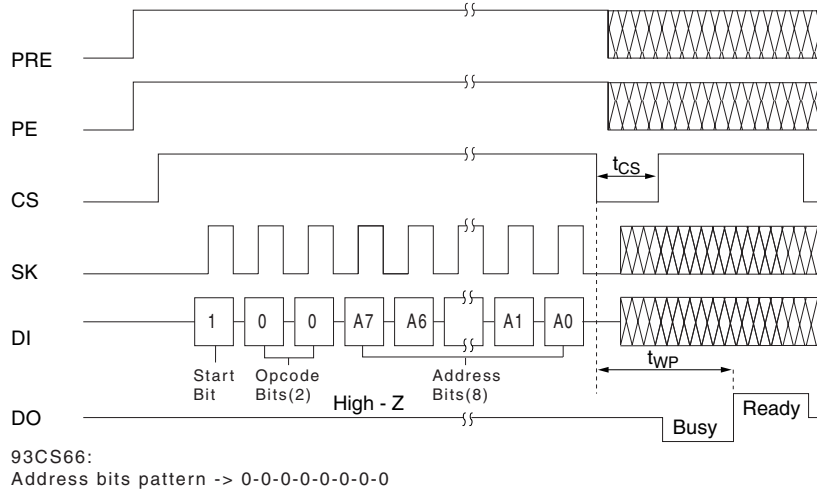 PRE
PE
CS
tCS
SK
DI
1 0 0 A7 A6 A1 A0
Start Bit
Opcode Bits(2)
Address Bits(8)
tWP
DO
High - Z
Busy
Ready
93CS66:
Address bits pattern -> 0-0-0-0-0-0-0-0